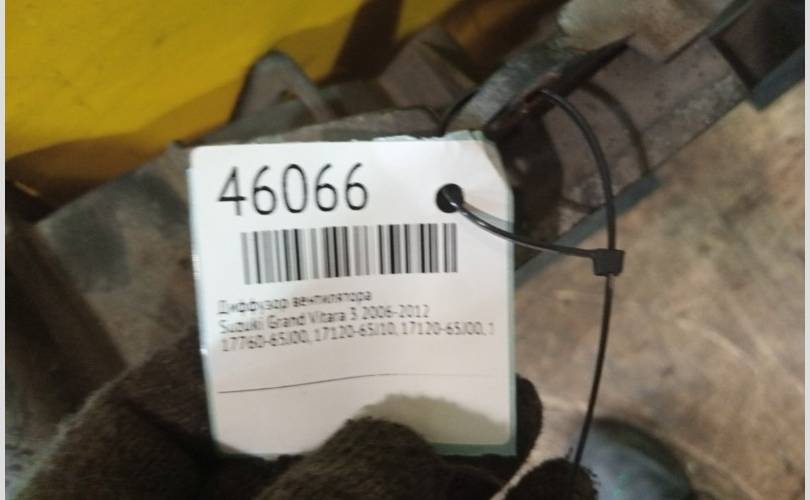 46066
Диффузор вентилятора
Suzuki Grand Vitara 3 2006-2012
17760-65J00, 17120-65J10, 17120-65J00, 1